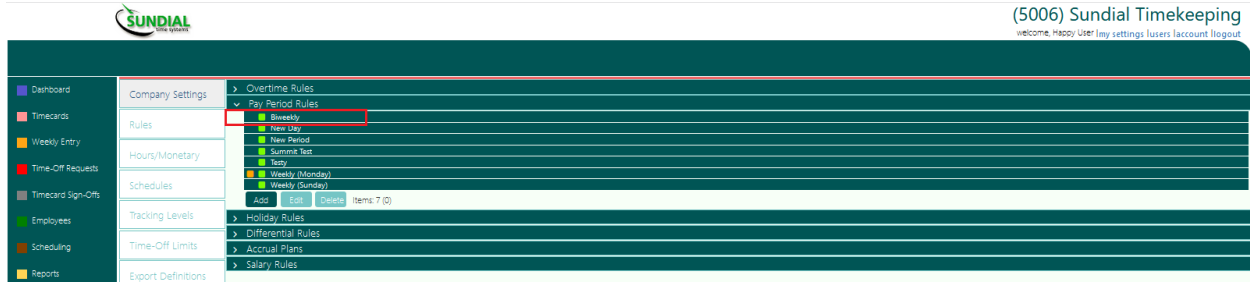 SUNDIAL
time systems
(5006) Sundial Timekeeping
welcome, Happy User |my settings |users |account |logout
Dashboard
Timecards
Weekly Entry
Time-Off Requests
Timecard Sign-Offs
Employees
Scheduling
Reports
Company Settings
Rules
Hours/Monetary
Schedules
Tracking Levels
Time-Off Limits
Export Definitions
> Overtime Rules
Pay Period Rules
Biweekly
New Day
New Period
Summit Test
Testy
Weekly (Monday)
Weekly (Sunday)
Add Edit Delete Items: 7 (0)
> Holiday Rules
> Differential Rules
> Accrual Plans
> Salary Rules